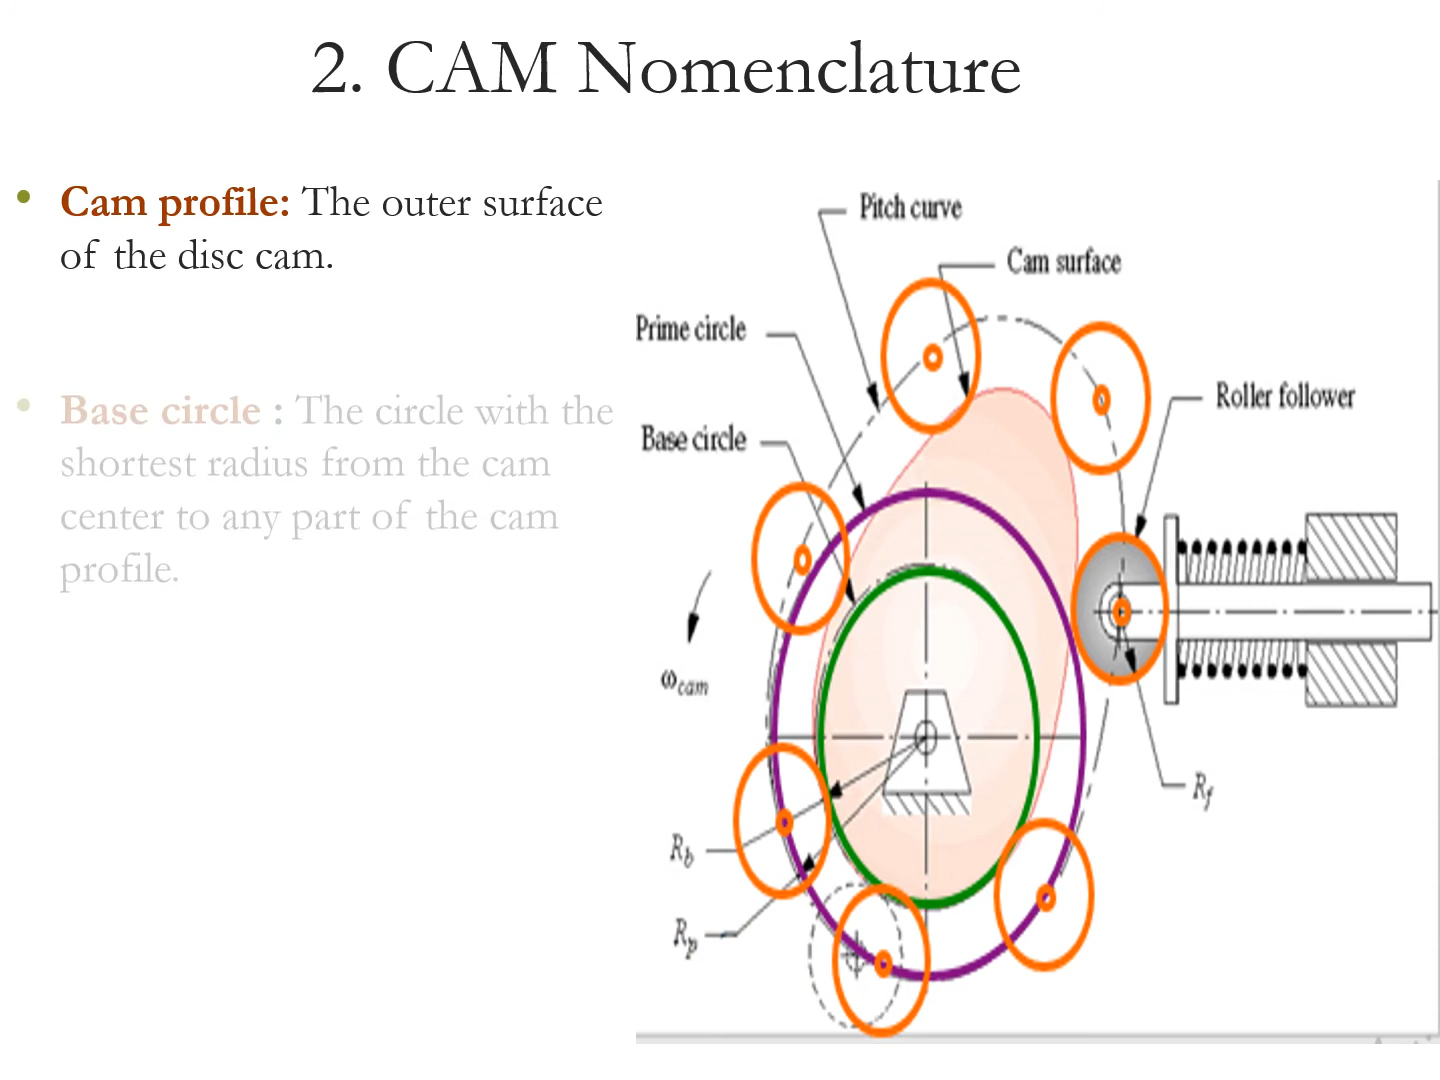 2. CAM Nomenclature
• Cam profile: The outer surface
of the disc cam.
• Base circle : The circle with the
shortest radius from the cam
center to any part of the cam
profile.
Pitch curve
Cam surface
Prime circle
Roller follower
Base circle
ωcam
Rf
Rb
Rp